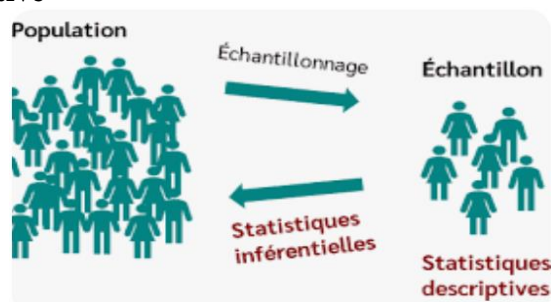 Population
Échantillonnage
Échantillon
Statistiques
inférentielles
Statistiques
descriptives